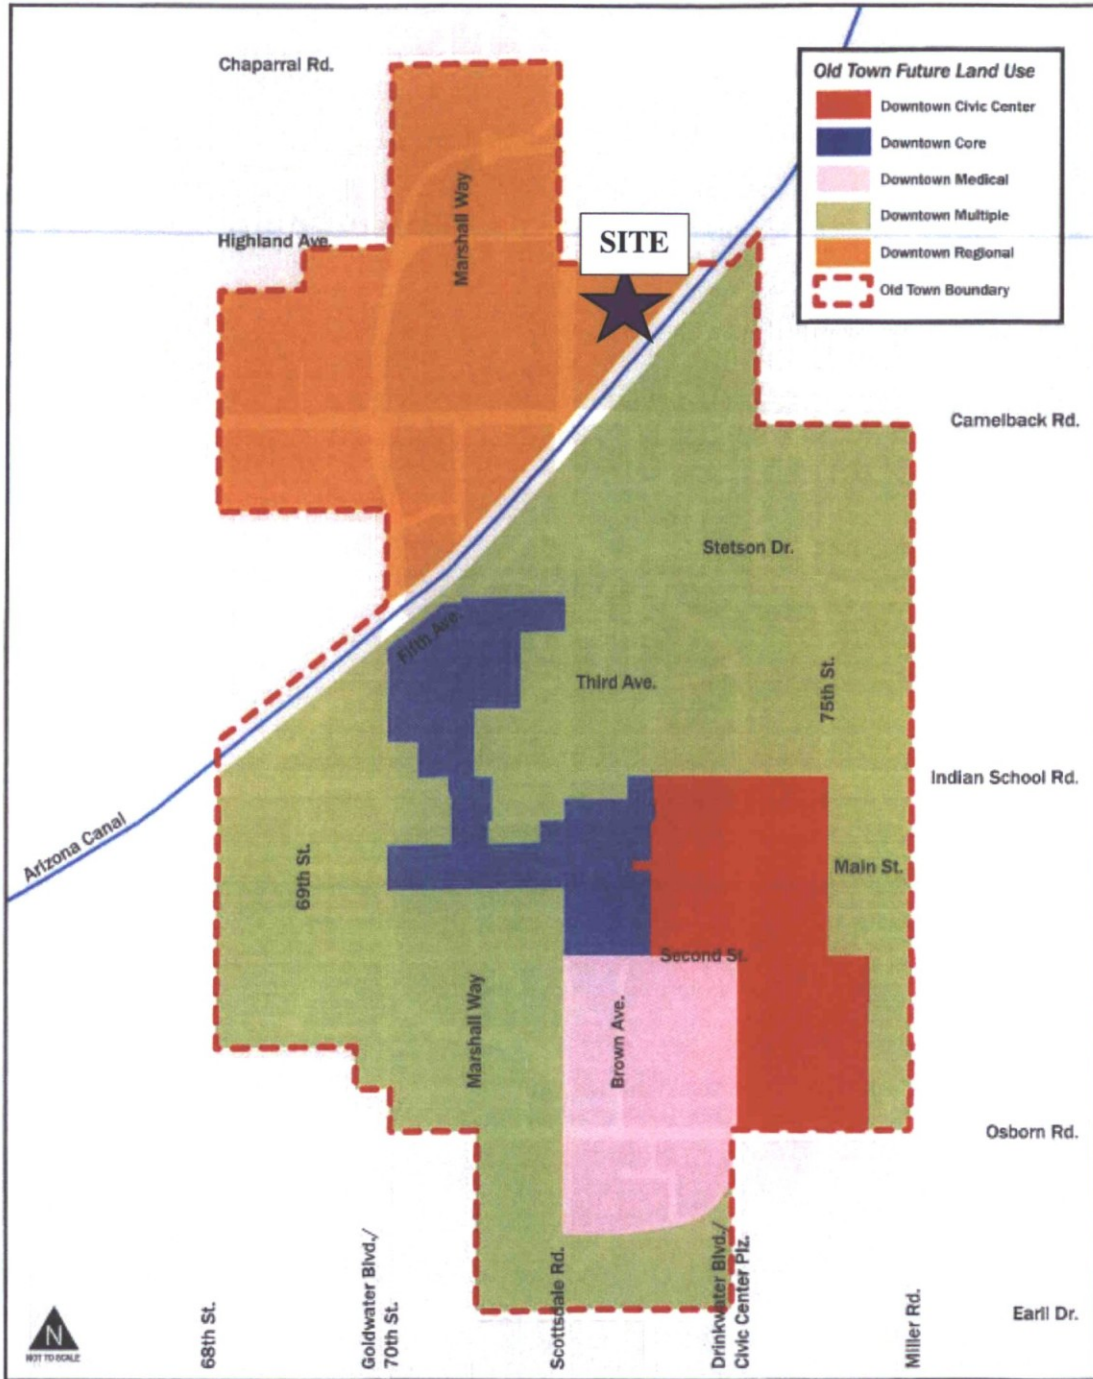 Chaparral Rd.
Old Town Future Land Use
Downtown Civic Center
Downtown Core
Downtown Medical
Downtown Multiple
Downtown Regional
Old Town Boundary
Marshall Way
Highland Ave.
SITE
Camelback Rd.
Stetson Dr.
Fifth Ave.
Third Ave.
75th St.
Indian School Rd.
Arizona Canal
69th St.
Main St.
Second St.
Marshall Way
Brown Ave.
Osborn Rd.
68th St.
Goldwater Blvd./
70th St.
Scottsdale Rd.
Drinkwater Blvd./
Civic Center Plz.
Miller Rd.
Earll Dr.
N
NOT TO SCALE